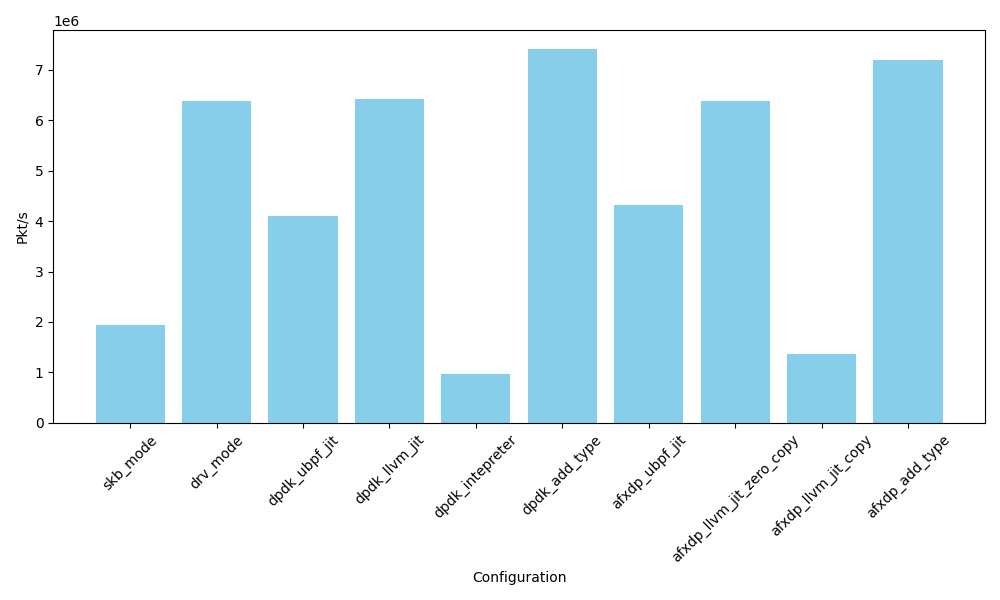 1e6
7
6
5
4
3
2
1
0
Pkt/s
skb_mode
drv_mode
dpdk_ubpf_jit
dpdk_llvm_jit
dpdk_intepreter
dpdk_add_type
afxdp_ubpf_jit
afxdp_llvm_jit_zero_copy
afxdp_llvm_jit_copy
afxdp_add_type
Configuration